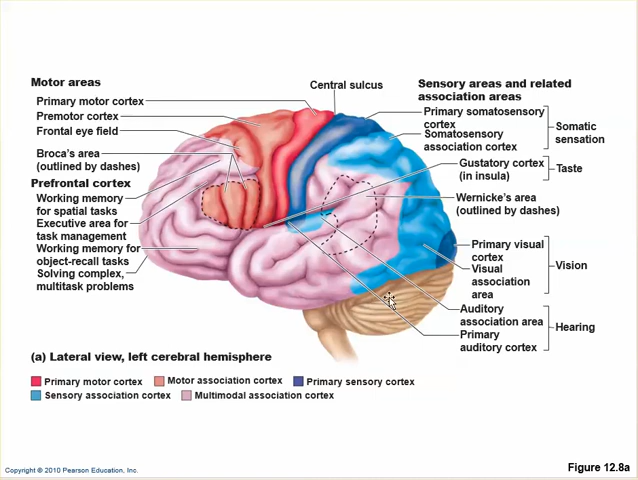 Motor areas
Primary motor cortex
Premotor cortex
Frontal eye field
Broca's area
(outlined by dashes)
Prefrontal cortex
Working memory
for spatial tasks
Executive area for
task management
Working memory for
object-recall tasks
Solving complex,
multitask problems
Central sulcus
Sensory areas and related
association areas
Primary somatosensory
cortex
Somatosensory
association cortex
Somatic
sensation
Gustatory cortex
(in insula)
Taste
Wernicke's area
(outlined by dashes)
Primary visual
cortex
Visual
association
area
Vision
Auditory
association area
Primary
auditory cortex
Hearing
(a) Lateral view, left cerebral hemisphere
Primary motor cortex
Motor association cortex
Primary sensory cortex
Sensory association cortex
Multimodal association cortex
Copyright © 2010 Pearson Education, Inc.
Figure 12.8a